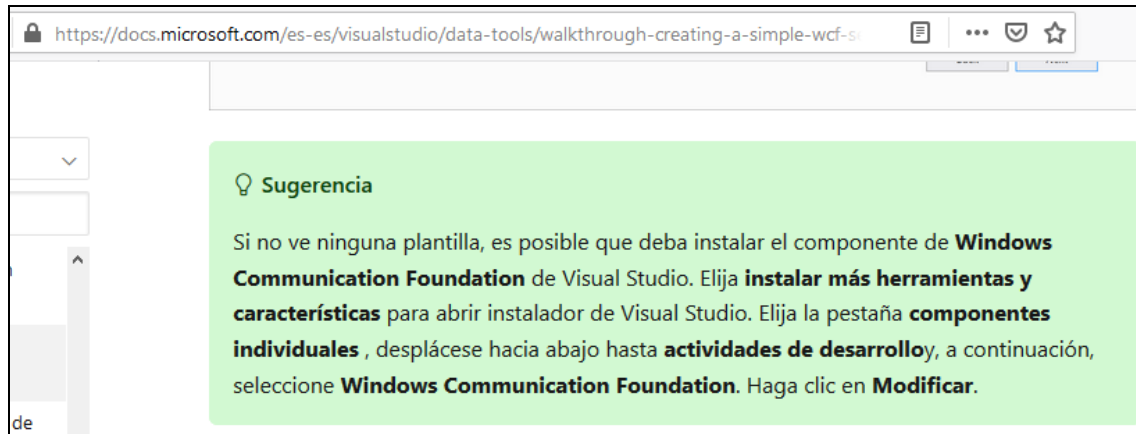 https://docs.microsoft.com/es-es/visualstudio/data-tools/walkthrough-creating-a-simple-wcf-s
Sugerencia
Si no ve ninguna plantilla, es posible que deba instalar el componente de Windows
Communication Foundation de Visual Studio. Elija instalar más herramientas y
características para abrir instalador de Visual Studio. Elija la pestaña componentes
individuales , desplácese hacia abajo hasta actividades de desarrolloy, a continuación,
seleccione Windows Communication Foundation. Haga clic en Modificar.
de